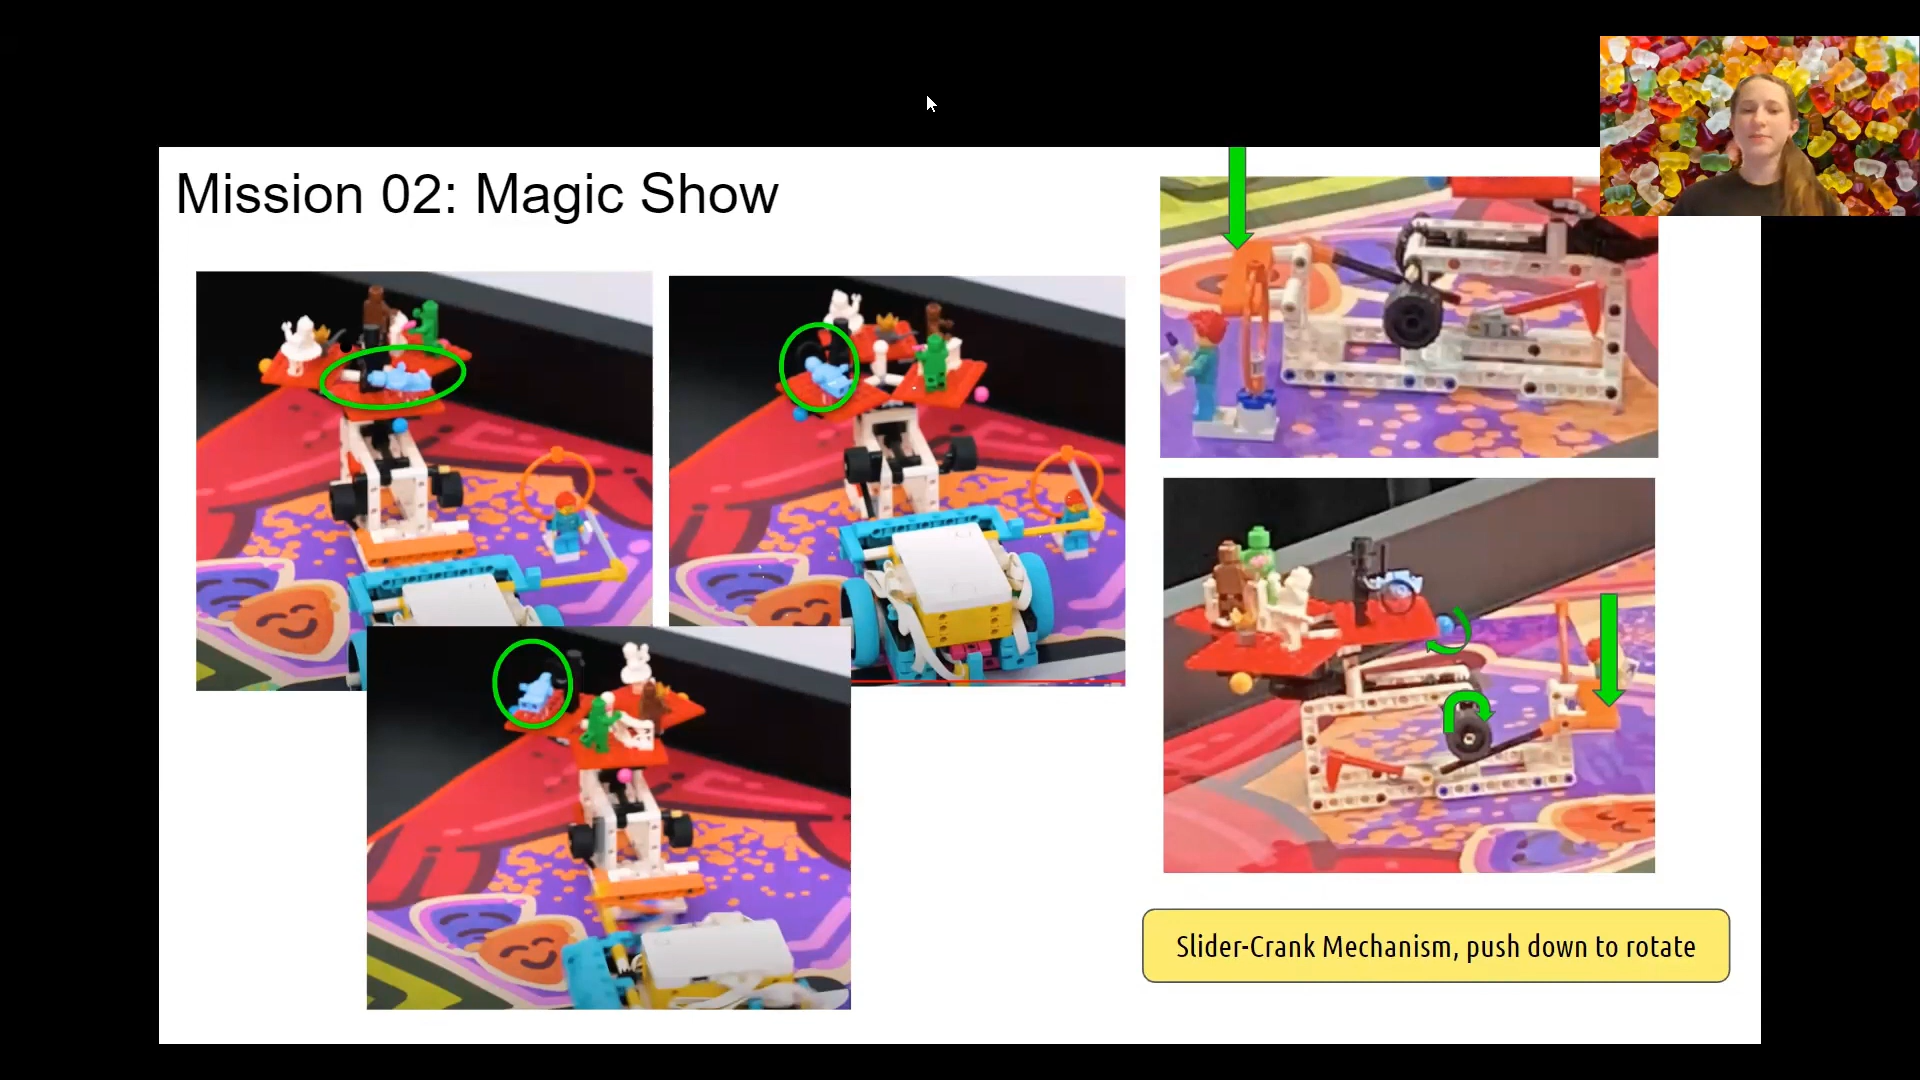 Mission 02: Magic Show
Slider-Crank Mechanism, push down to rotate